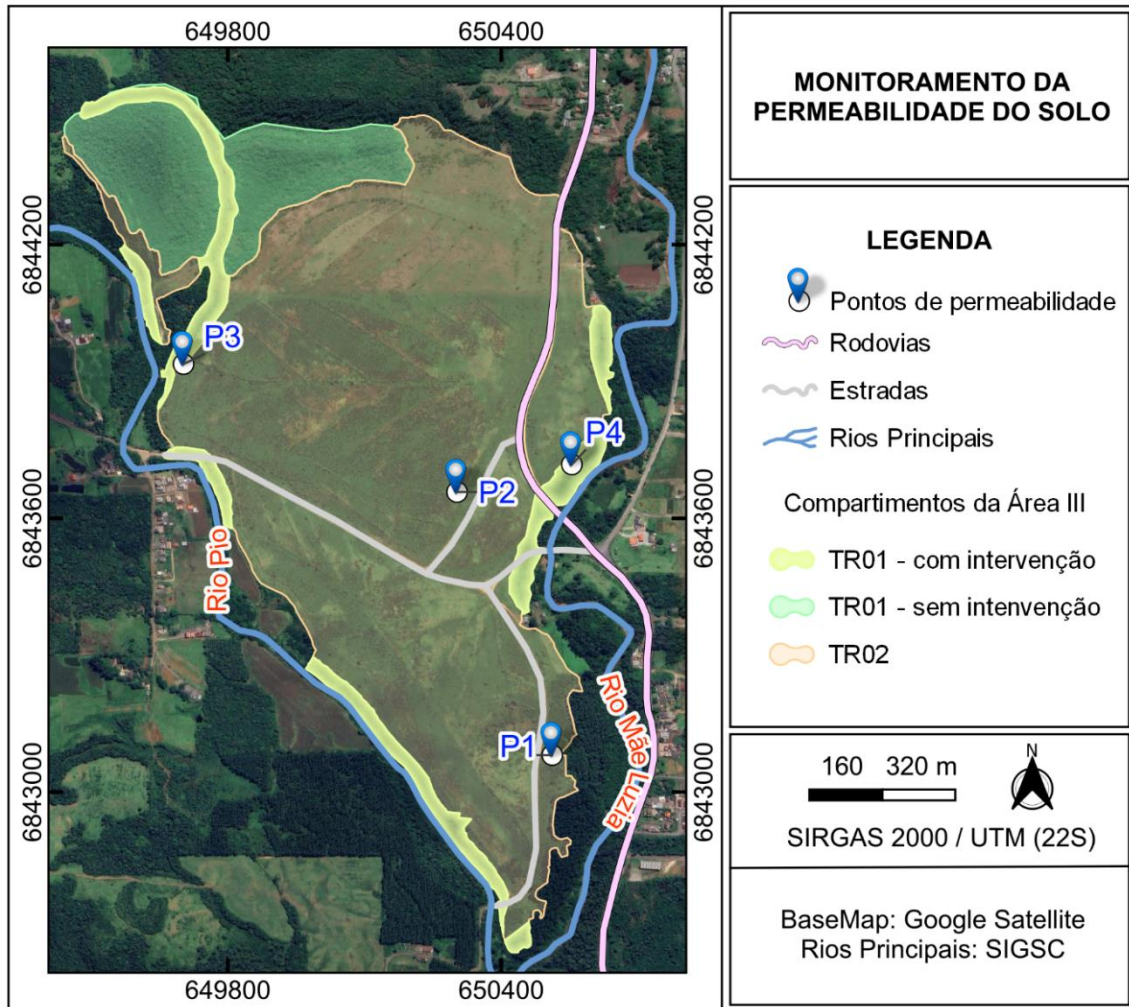 649800 650400
6844200
6843600
6843000
P3
P4
P2
P1
Rio Pio
Rio Mãe Luzia
6844200
6843600
6843000
649800 650400
MONITORAMENTO DA
PERMEABILIDADE DO SOLO
LEGENDA
Pontos de permeabilidade
Rodovias
Estradas
Rios Principais
Compartimentos da Área III
TR01 - com intervenção
TR01 - sem intenvenção
TR02
160 320 m
N
SIRGAS 2000 / UTM (22S)
BaseMap: Google Satellite
Rios Principais: SIGSC